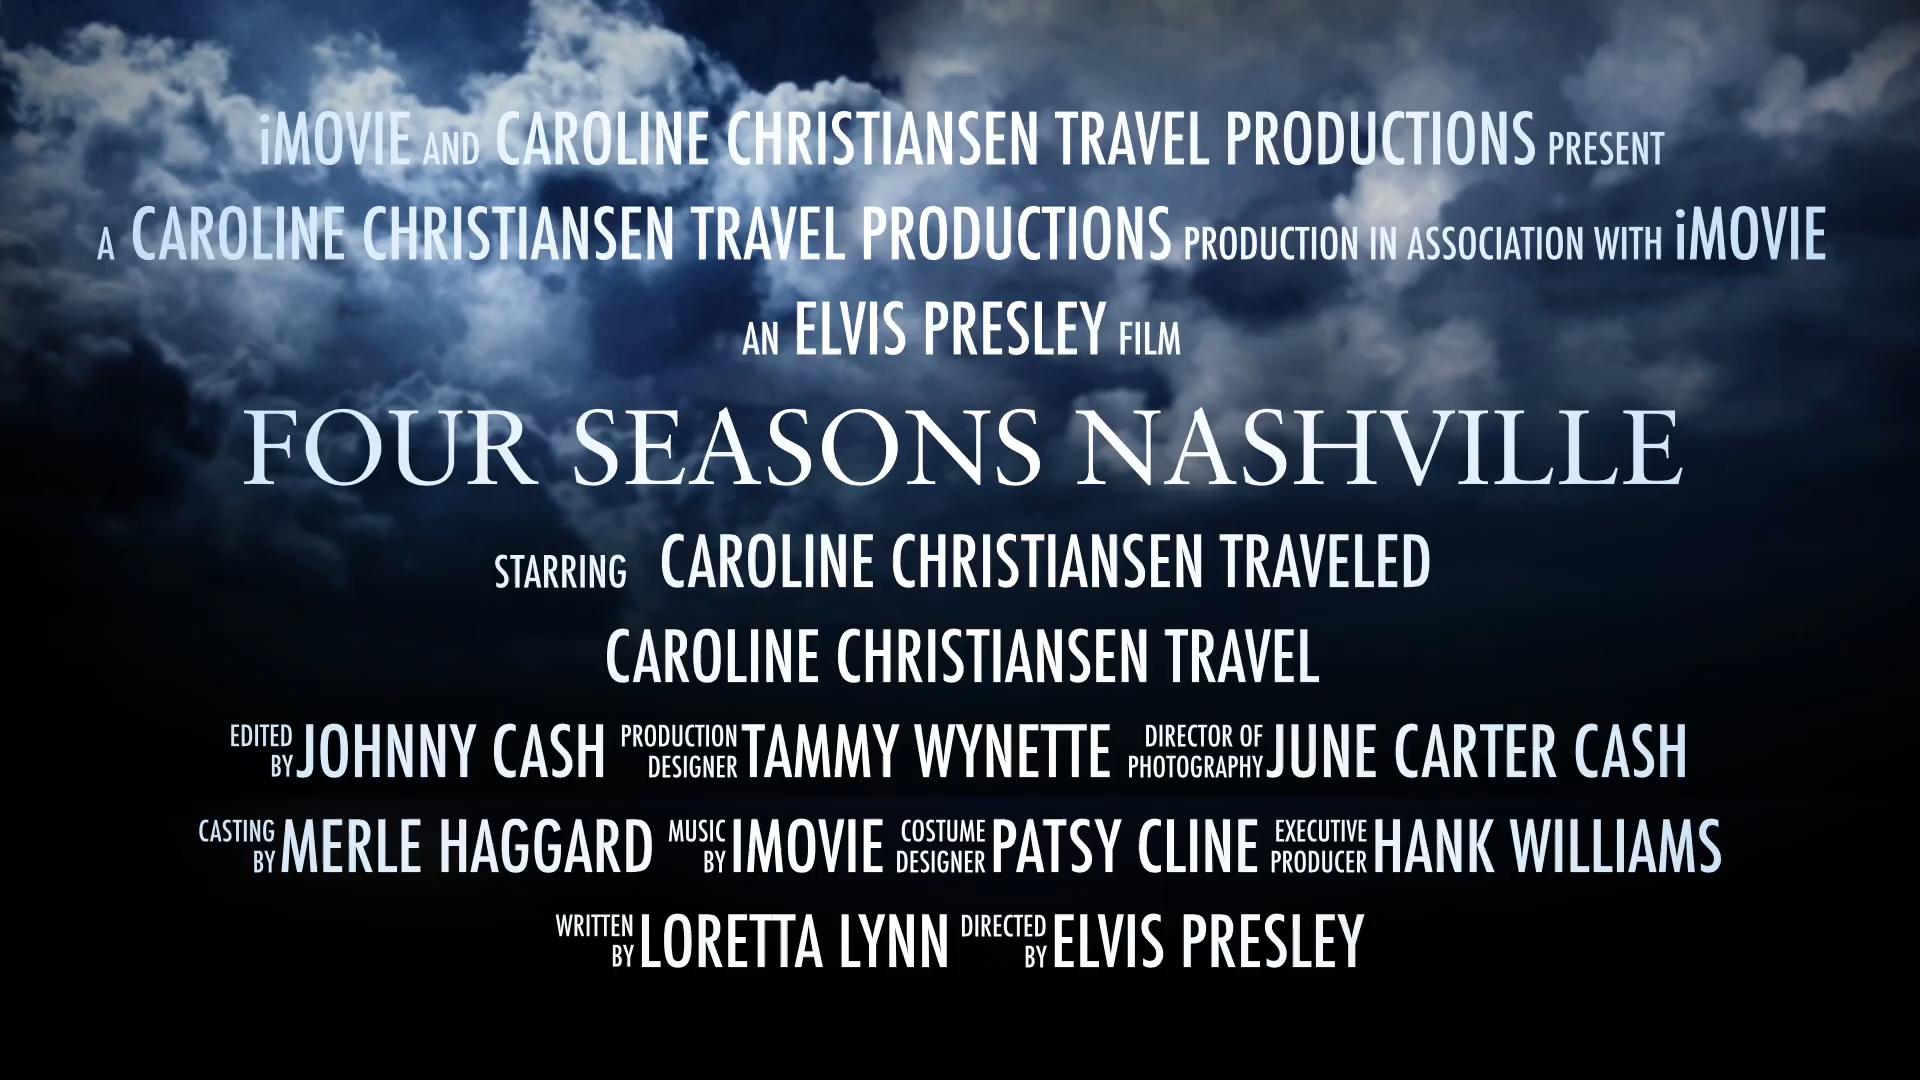 iMOVIE AND CAROLINE CHRISTIANSEN TRAVEL PRODUCTIONS PRESENT
A CAROLINE CHRISTIANSEN TRAVEL PRODUCTIONS PRODUCTION IN ASSOCIATION WITH iMOVIE
AN ELVIS PRESLEY FILM
FOUR SEASONS NASHVILLE
STARRING CAROLINE CHRISTIANSEN TRAVELED
CAROLINE CHRISTIANSEN TRAVEL
EDITED BY JOHNNY CASH PRODUCTION DESIGNER TAMMY WYNETTE DIRECTOR OF PHOTOGRAPHY JUNE CARTER CASH
CASTING BY MERLE HAGGARD MUSIC BY IMOVIE COSTUME DESIGNER PATSY CLINE EXECUTIVE PRODUCER HANK WILLIAMS
WRITTEN BY LORETTA LYNN DIRECTED BY ELVIS PRESLEY